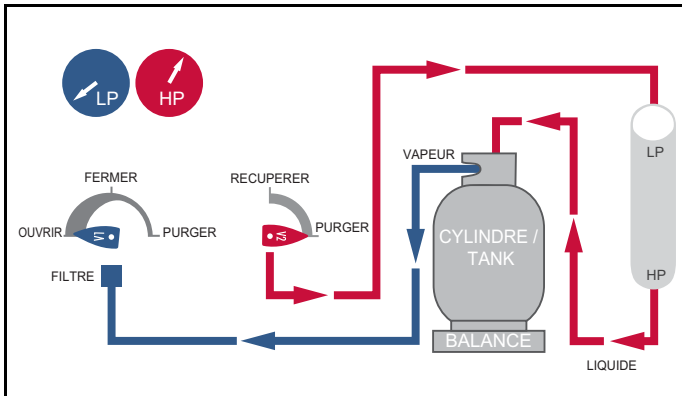 LP
HP
FERMER
OUVRIR
V1
PURGER
FILTRE
RECUPERER
V2
PURGER
VAPEUR
CYLINDRE /
TANK
BALANCE
LP
HP
LIQUIDE